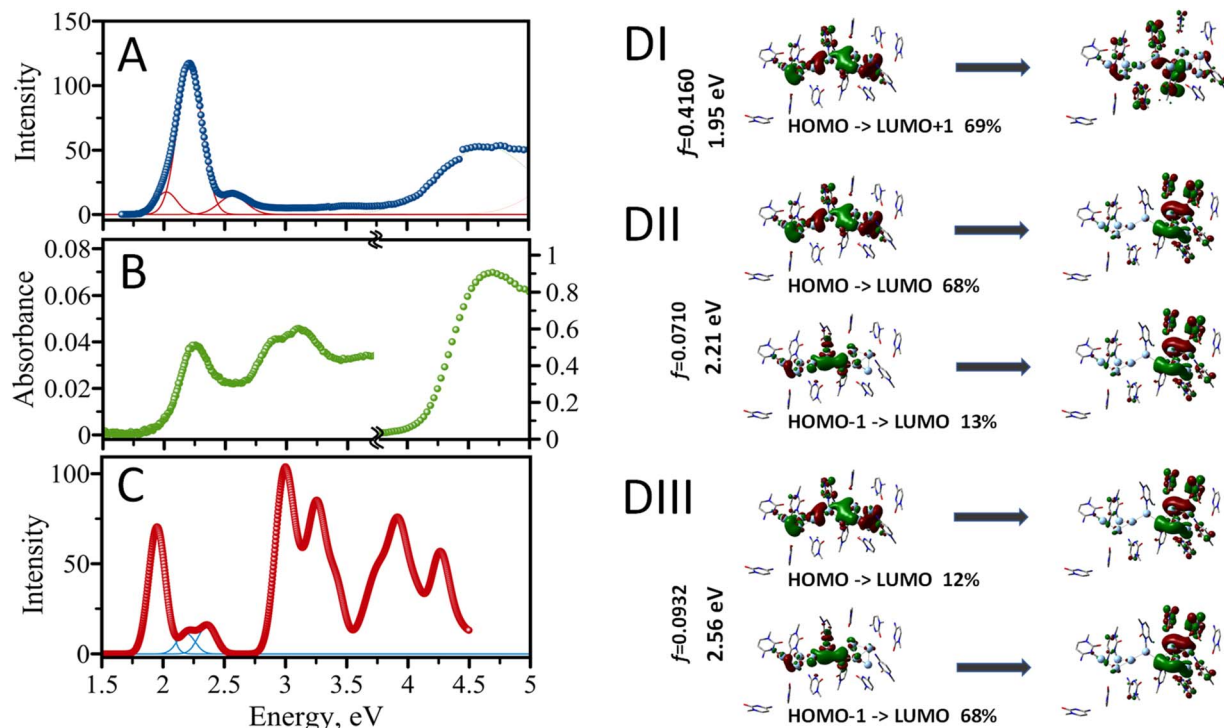 A
150
100
50
0
Intensity
B
0.08
0.06
0.04
0.02
0
Absorbance
1
0.8
0.6
0.4
0.2
0
C
100
50
0
Intensity
1.5 2 2.5 3 3.5 4 4.5 5
Energy, eV
DI
f=0.4160
1.95 eV
HOMO -> LUMO+1 69%
DII
f=0.0710
2.21 eV
HOMO -> LUMO 68%
HOMO-1 -> LUMO 13%
DIII
f=0.0932
2.56 eV
HOMO -> LUMO 12%
HOMO-1 -> LUMO 68%